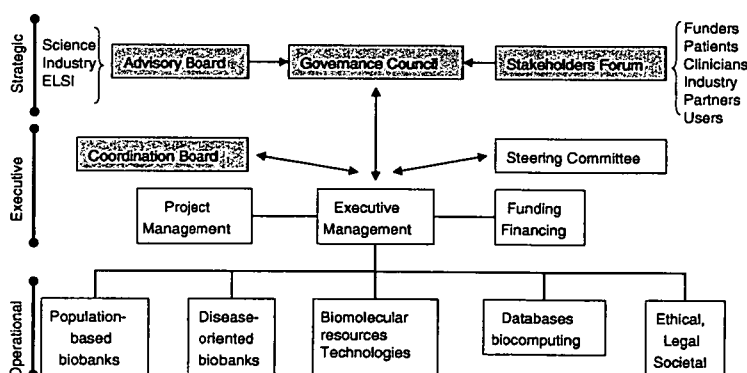 Strategic
Science
Industry
ELSI
Advisory Board
Governance Council
Stakeholders Forum
Funders
Patients
Clinicians
Industry
Partners
Users
Executive
Coordination Board
Steering Committee
Project
Management
Executive
Management
Funding
Financing
Operational
Population-
based
biobanks
Disease-
oriented
biobanks
Biomolecular
resources
Technologies
Databases
biocomputing
Ethical,
Legal
Societal